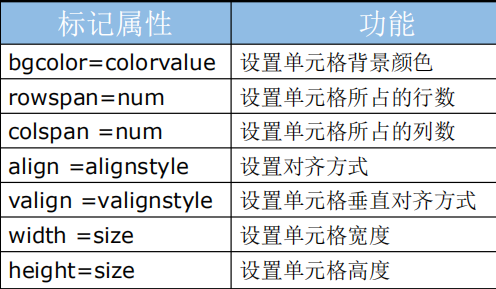 标记属性 功能
bgcolor=colorvalue 设置单元格背景颜色
rowspan=num 设置单元格所占的行数
colspan =num 设置单元格所占的列数
align =alignstyle 设置对齐方式
valign =valignstyle 设置单元格垂直对齐方式
width =size 设置单元格宽度
height=size 设置单元格高度